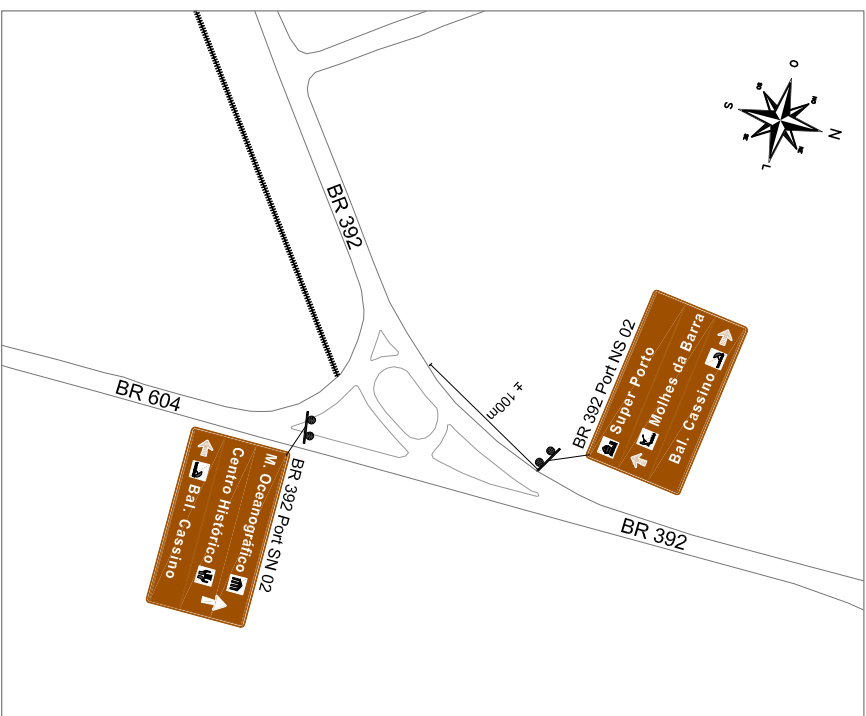 O
N
S
L
BR 392
BR 392 Port NS 02
Super Porto
Molhes da Barra
Bal. Cassino
± 100m
BR 604
BR 392
BR 392 Port SN 02
M. Oceanográfico
Centro Histórico
Bal. Cassino